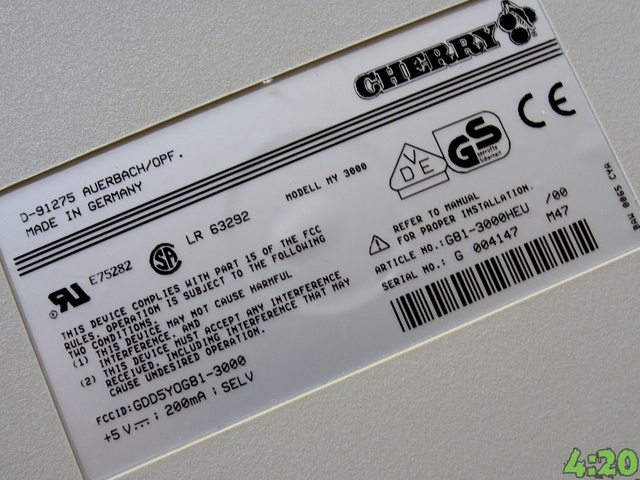 CHERRY
D-91275 AUERBACH/OPF.
MADE IN GERMANY
MODELL MY 3000
VDE
GS
geprüfte
Sicherheit
CE
E75282
SA
LR 63292
THIS DEVICE COMPLIES WITH PART 15 OF THE FCC
RULES. OPERATION IS SUBJECT TO THE FOLLOWING
TWO CONDITIONS.
(1) THIS DEVICE MAY NOT CAUSE HARMFUL
INTERFERENCE, AND
(2) THIS DEVICE MUST ACCEPT ANY INTERFERENCE
RECEIVED, INCLUDING INTERFERENCE THAT MAY
CAUSE UNDESIRED OPERATION.
FCCID:GDD5YOG81-3000
+5 V⎓; 200mA ; SELV
REFER TO MANUAL
FOR PROPER INSTALLATION.
ARTICLE NO.:G81-3000HEU /00
SERIAL NO.: G 004147 M47
4:20